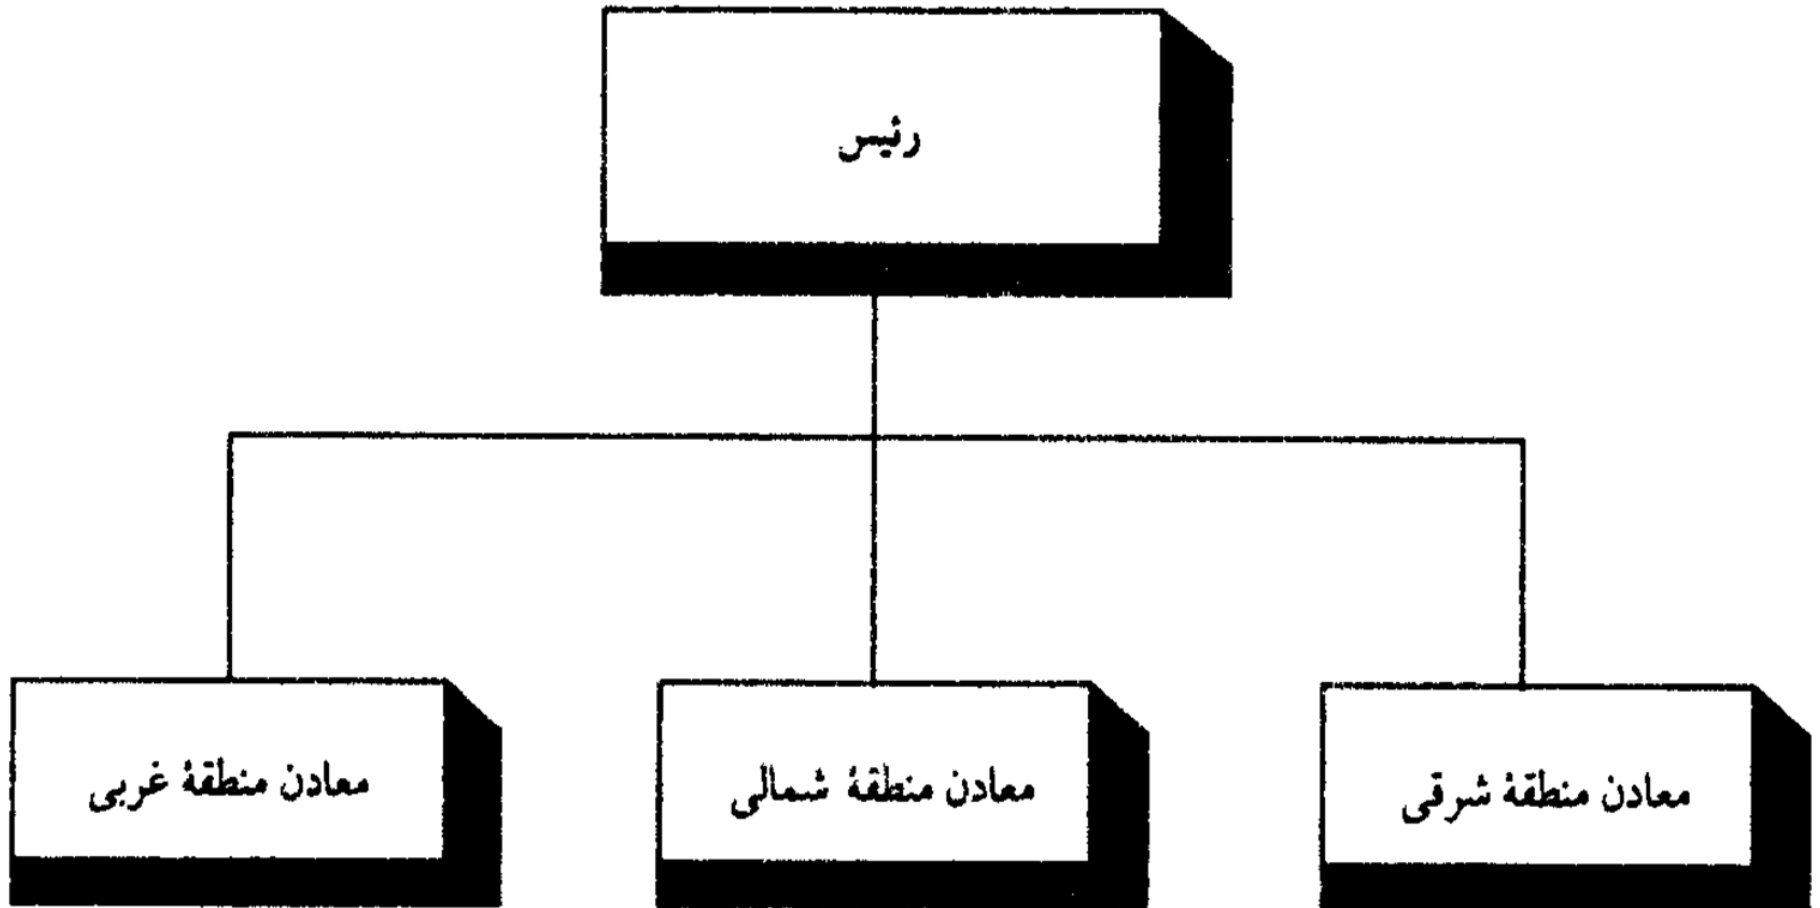 رئیس
معادن منطقهٔ شرقی
معادن منطقهٔ شمالی
معادن منطقهٔ غربی